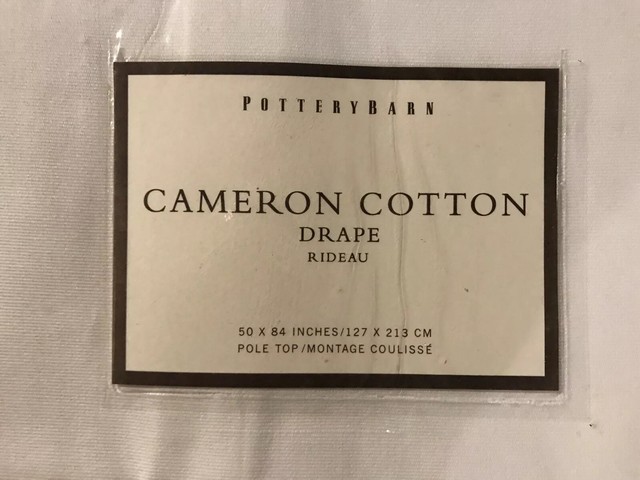 POTTERYBARN
CAMERON COTTON
DRAPE
RIDEAU
50 X 84 INCHES/127 X 213 CM
POLE TOP/MONTAGE COULISSÉ